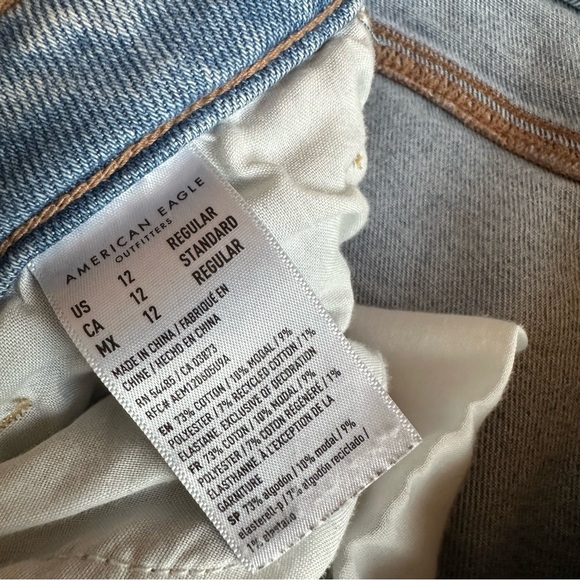 AMERICAN EAGLE
OUTFITTERS
US 12 REGULAR
CA 12 STANDARD
MX 12 REGULAR
MADE IN CHINA / FABRIQUÉ EN
CHINE / HECHO EN CHINA
RN 54485 / CA 03873
EN 73% COTTON / 10% MODAL / 9%
POLYESTER / 7% RECYCLED COTTON / 1%
ELASTANE. EXCLUSIVE OF DECORATION
FR 73% COTON / 10% MODAL / 9%
POLYESTER / 7% COTON RÉGÉNÉRÉ / 1%
ÉLASTHANNE À L'EXCEPTION DE LA
GARNITURE
SP 73% algodón / 10% modal / 9%
7% algodón reciclado /
1%